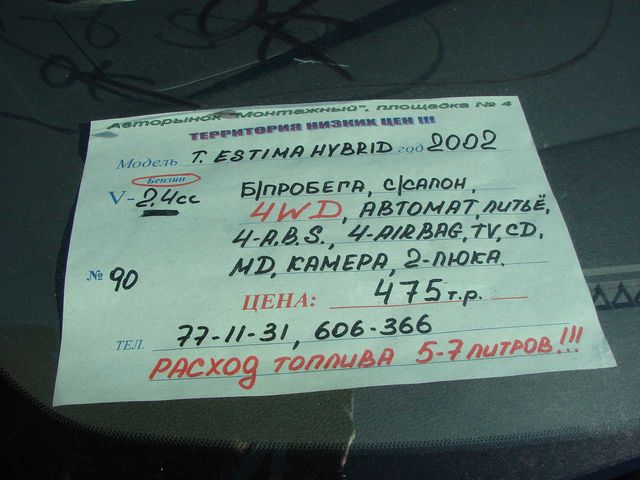 OK
Авторынок "Монтажный", площадка № 4
ТЕРРИТОРИЯ НИЗКИХ ЦЕН !!!
Модель T. ESTIMA HYBRID год 2002
Бензин
V- 2,4cc
Б/ПРОБЕГА, С/САЛОН,
4WD, АВТОМАТ, ЛИТЬЁ,
4-A.B.S., 4-AIRBAG, TV, CD,
MD, КАМЕРА, 2-ЛЮКА.
№ 90
ЦЕНА: 475 т.р.
ТЕЛ. 77-11-31, 606-366
РАСХОД ТОПЛИВА 5-7 ЛИТРОВ!!!